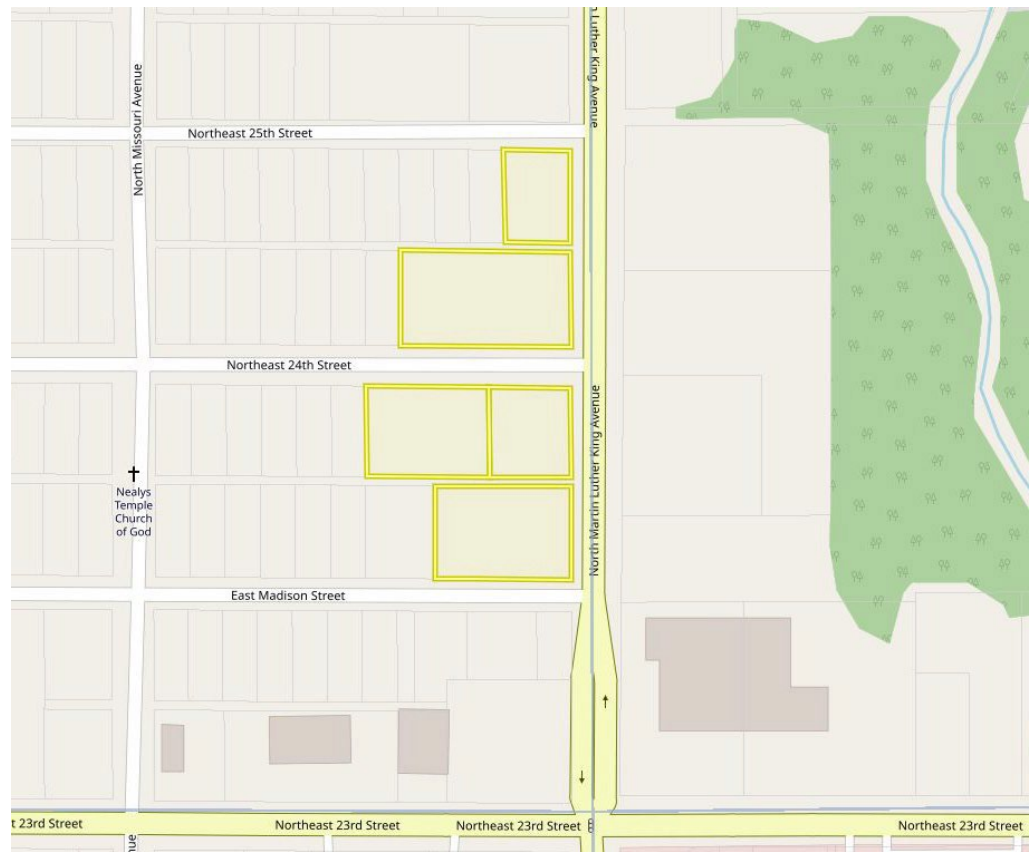 n Luther King Avenue
North Missouri Avenue
Northeast 25th Street
Northeast 24th Street
North Martin Luther King Avenue
Nealys
Temple
Church
of God
East Madison Street
t 23rd Street
Northeast 23rd Street
Northeast 23rd Street
Northeast 23rd Street
nue